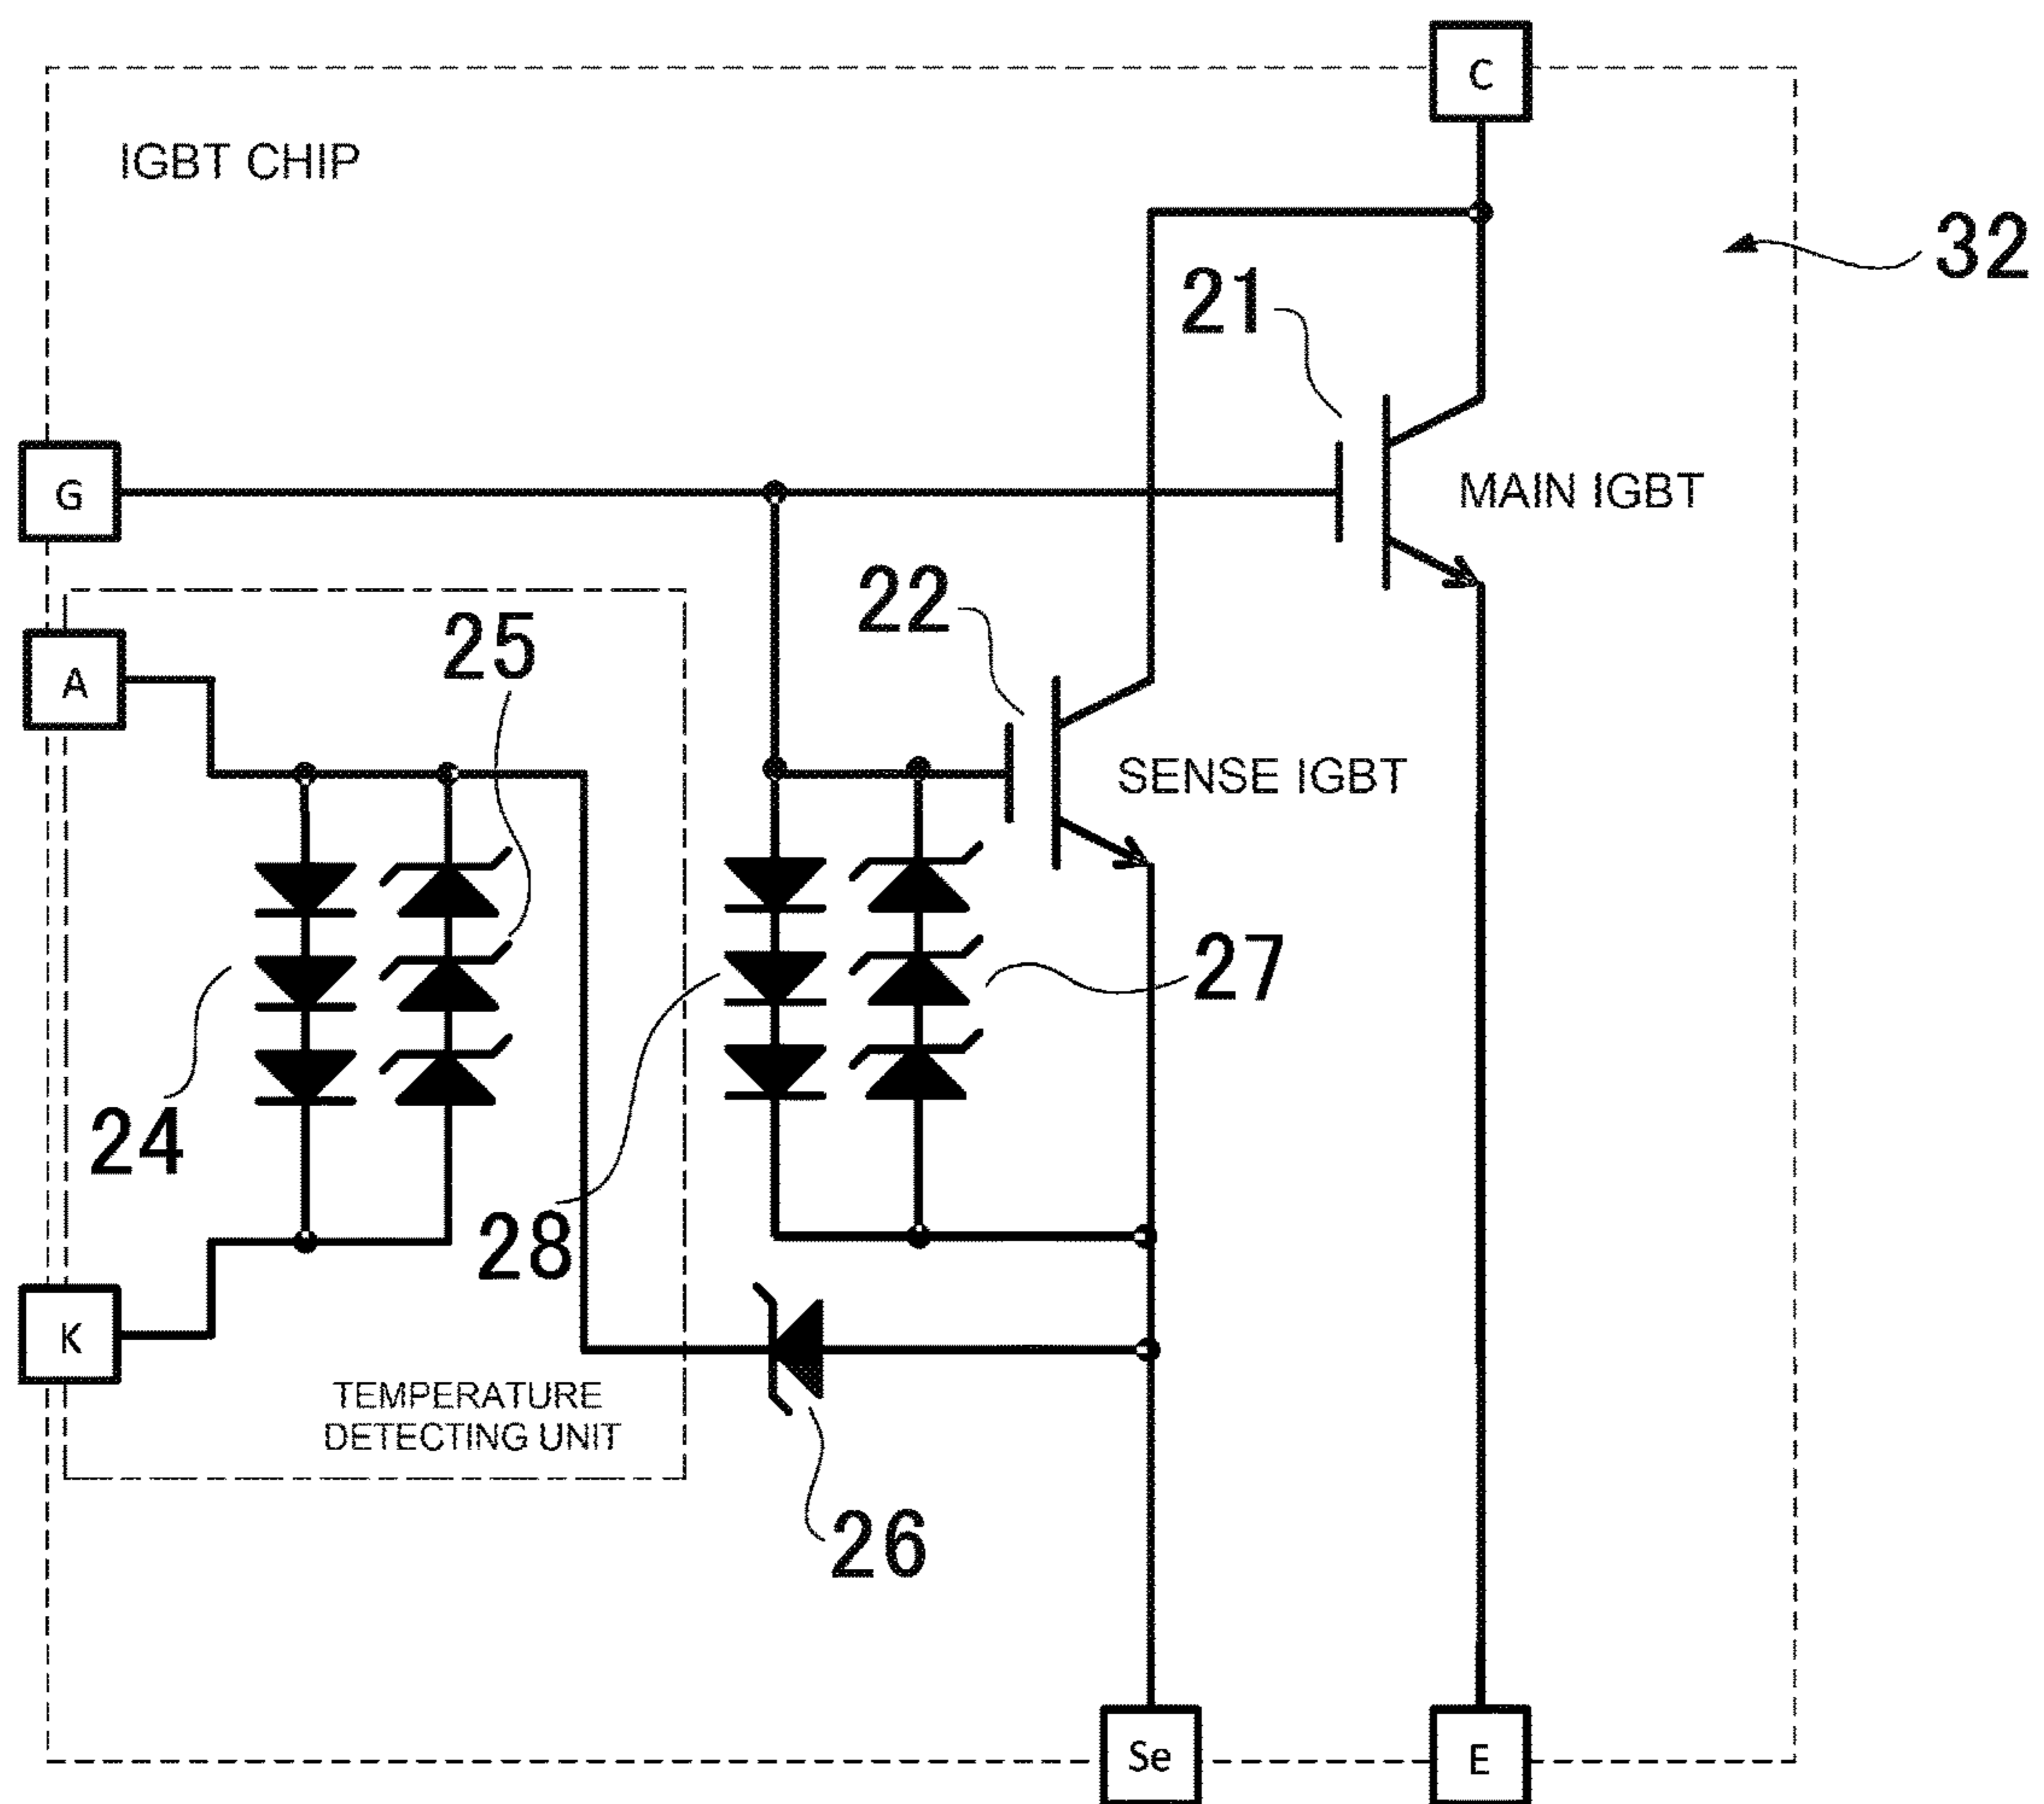 C
IGBT CHIP
32
21
G
MAIN IGBT
22
25
A
SENSE IGBT
27
24
28
K
TEMPERATURE
DETECTING UNIT
26
Se
E